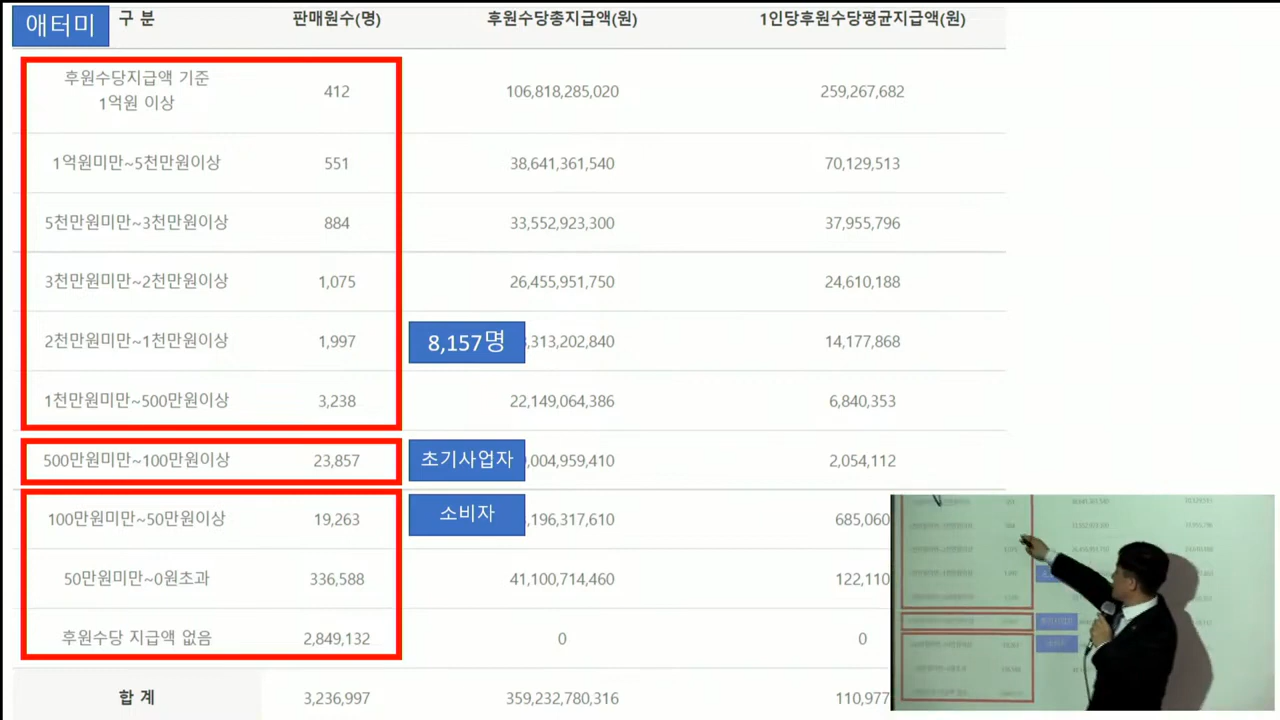 애터미
구 분 판매원수(명) 후원수당총지급액(원) 1인당후원수당평균지급액(원)
후원수당지급액 기준
1억원 이상 412 106,818,285,020 259,267,682
1억원미만~5천만원이상 551 38,641,361,540 70,129,513
5천만원미만~3천만원이상 884 33,552,923,300 37,955,796
3천만원미만~2천만원이상 1,075 26,455,951,750 24,610,188
2천만원미만~1천만원이상 1,997 8,157명 ,313,202,840 14,177,868
1천만원미만~500만원이상 3,238 22,149,064,386 6,840,353
500만원미만~100만원이상 23,857 초기사업자 ,004,959,410 2,054,112
100만원미만~50만원이상 19,263 소비자 ,196,317,610 685,060
50만원미만~0원초과 336,588 41,100,714,460 122,110
후원수당 지급액 없음 2,849,132 0 0
합 계 3,236,997 359,232,780,316 110,977